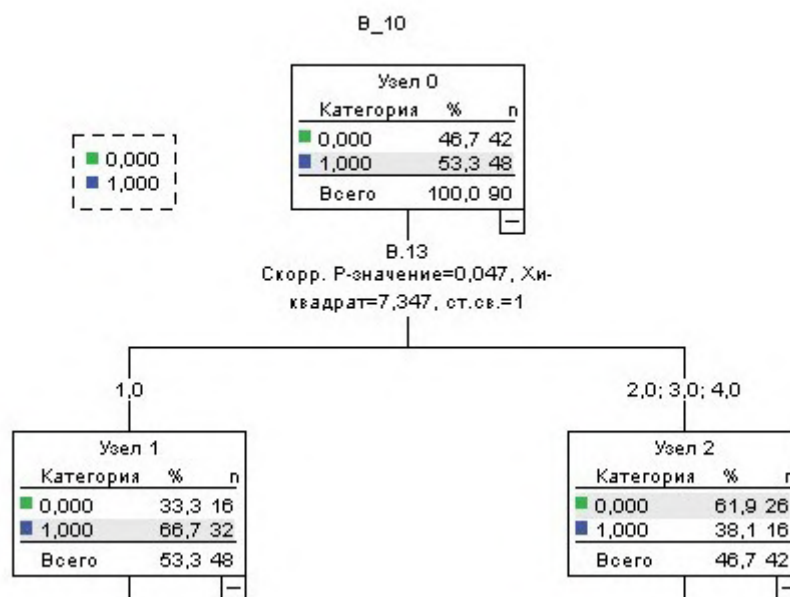 B_10
0,000
1,000
Узел 0
Категория % n
0,000 46,7 42
1,000 53,3 48
Всего 100,0 90
B.13
Скорр. Р-значение=0,047, Хи-
квадрат=7,347, ст.св.=1
1,0
2,0; 3,0; 4,0
Узел 1
Категория % n
0,000 33,3 16
1,000 66,7 32
Всего 53,3 48
Узел 2
Категория % n
0,000 61,9 26
1,000 38,1 16
Всего 46,7 42